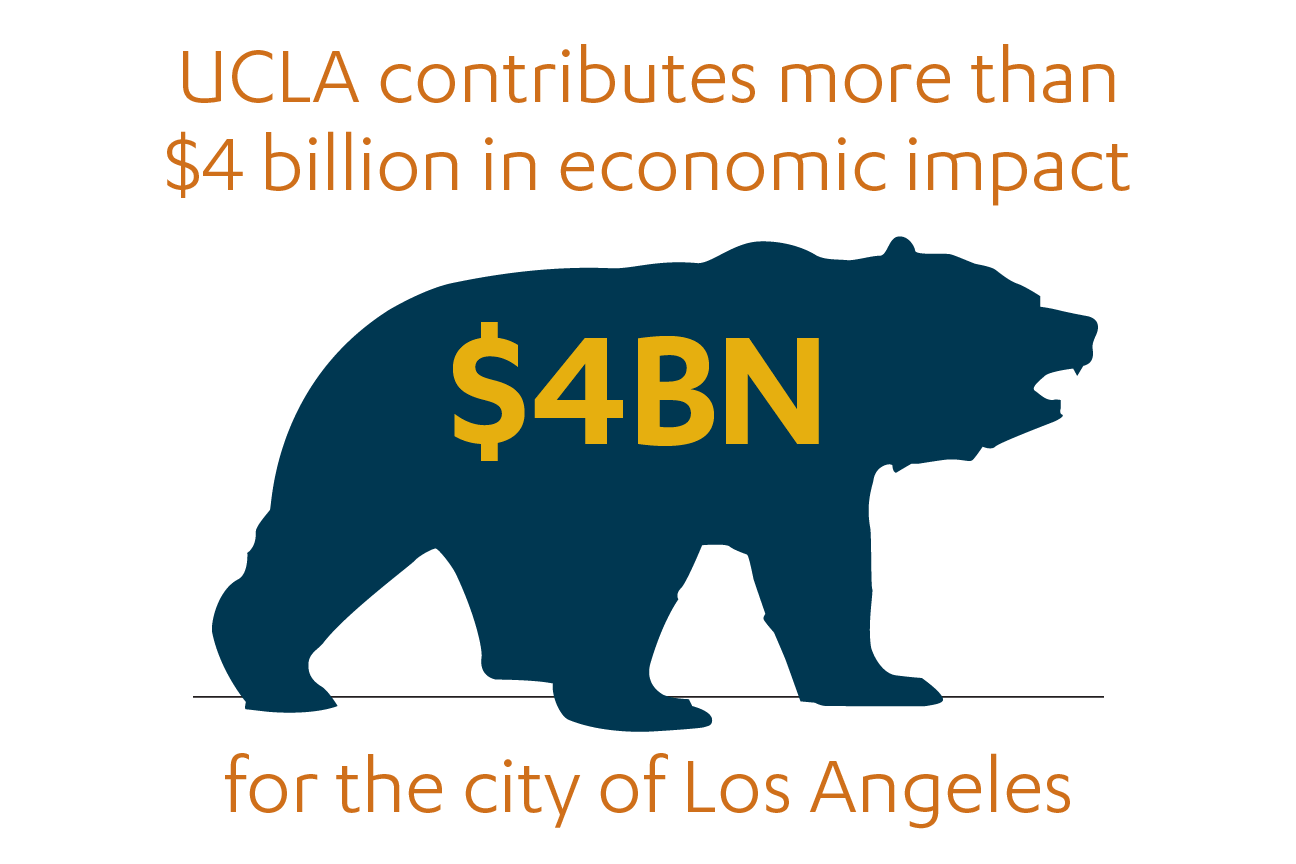 UCLA contributes more than
$4 billion in economic impact
$4BN
for the city of Los Angeles